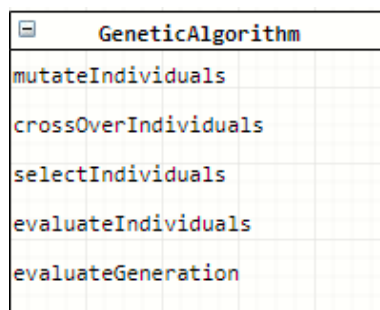 GeneticAlgorithm
mutateIndividuals
crossOverIndividuals
selectIndividuals
evaluateIndividuals
evaluateGeneration